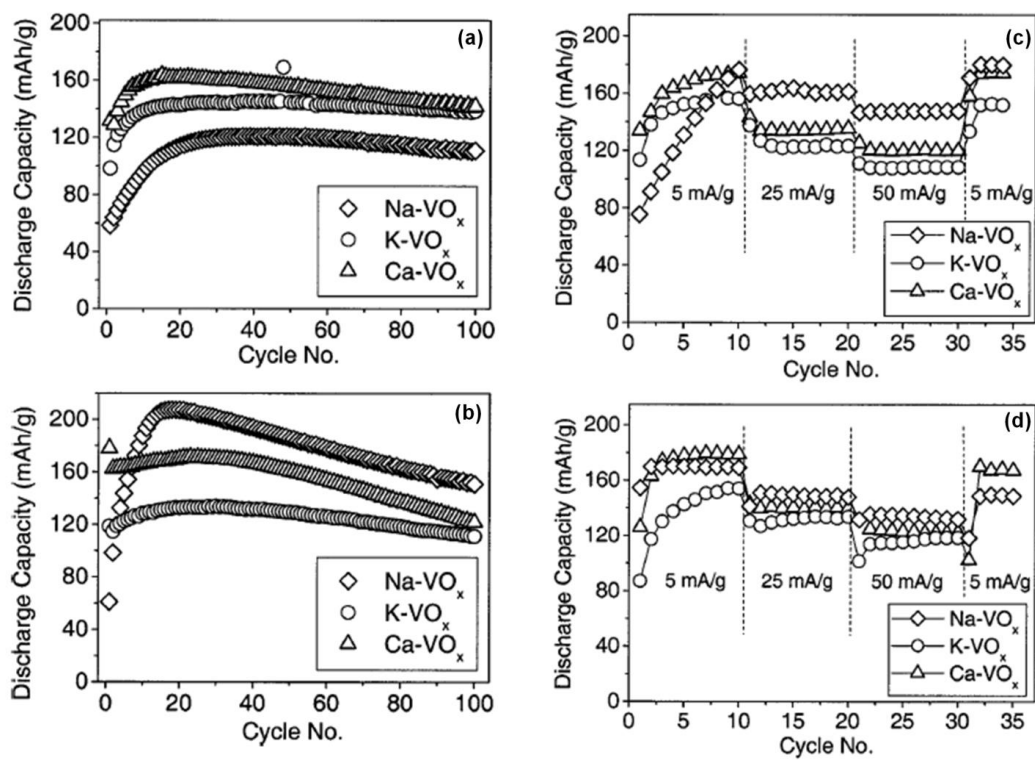 (a)
Discharge Capacity (mAh/g)
200
160
120
80
40
0
Na-VOx
K-VOx
Ca-VOx
0 20 40 60 80 100
Cycle No.
(c)
Discharge Capacity (mAh/g)
200
160
120
80
40
0
5 mA/g 25 mA/g 50 mA/g 5 mA/g
Na-VOx
K-VOx
Ca-VOx
0 5 10 15 20 25 30 35
Cycle No.
(b)
Discharge Capacity (mAh/g)
200
160
120
80
40
0
Na-VOx
K-VOx
Ca-VOx
0 20 40 60 80 100
Cycle No.
(d)
Discharge Capacity (mAh/g)
200
160
120
80
40
0
5 mA/g 25 mA/g 50 mA/g 5 mA/g
Na-VOx
K-VOx
Ca-VOx
0 5 10 15 20 25 30 35
Cycle No.